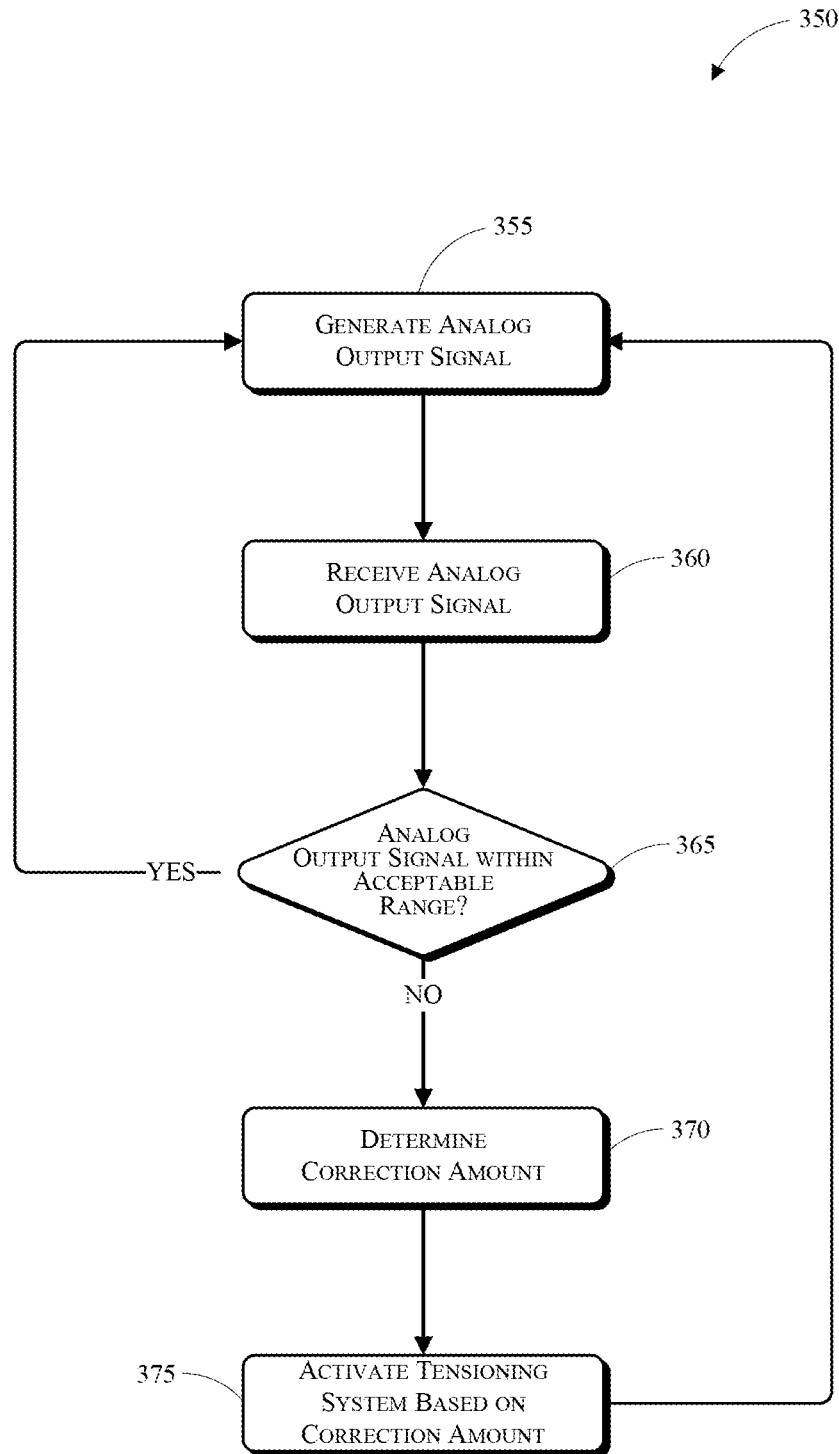 350
355
GENERATE ANALOG
OUTPUT SIGNAL
RECEIVE ANALOG
OUTPUT SIGNAL
360
ANALOG
OUTPUT SIGNAL WITHIN
ACCEPTABLE
RANGE?
365
YES
NO
DETERMINE
CORRECTION AMOUNT
370
375
ACTIVATE TENSIONING
SYSTEM BASED ON
CORRECTION AMOUNT